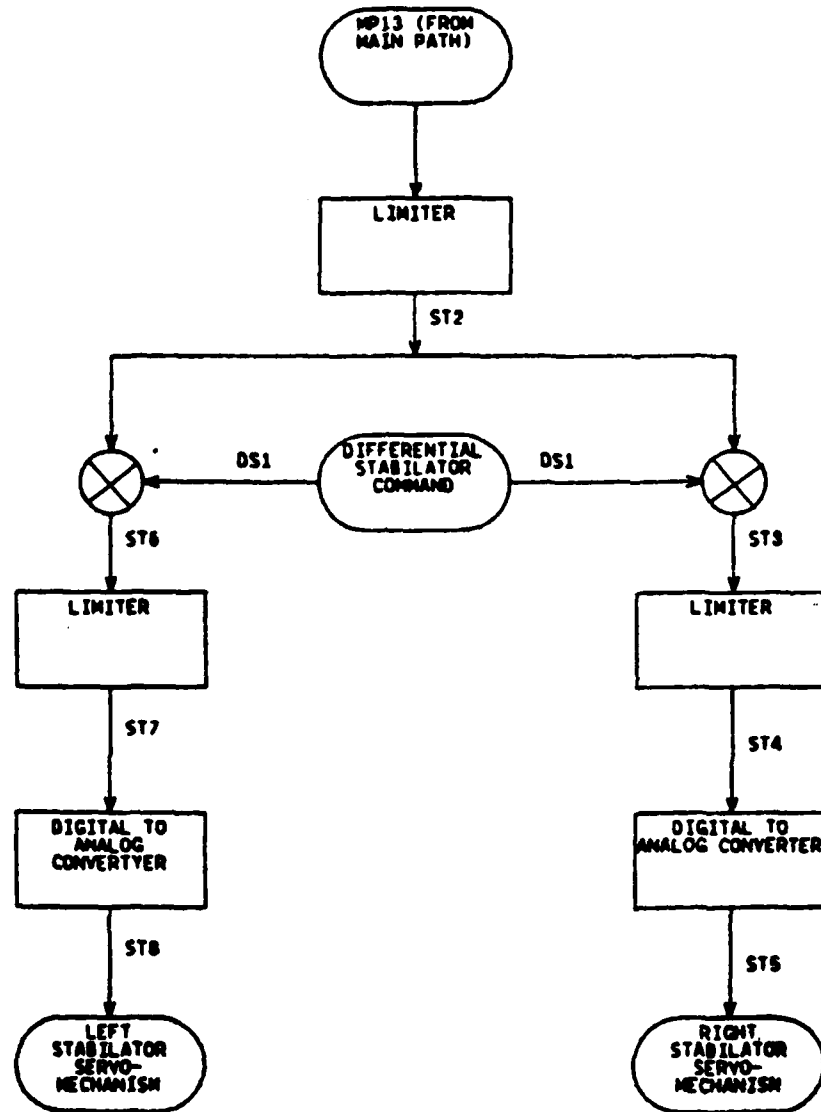 MP13 (FROM
MAIN PATH)
LIMITER
ST2
DS1
DIFFERENTIAL
STABILATOR
COMMAND
DS1
ST6
ST3
LIMITER
LIMITER
ST7
ST4
DIGITAL TO
ANALOG
CONVERTYER
DIGITAL TO
ANALOG CONVERTER
ST8
ST5
LEFT
STABILATOR
SERVO-
MECHANISM
RIGHT
STABILATOR
SERVO-
MECHANISM